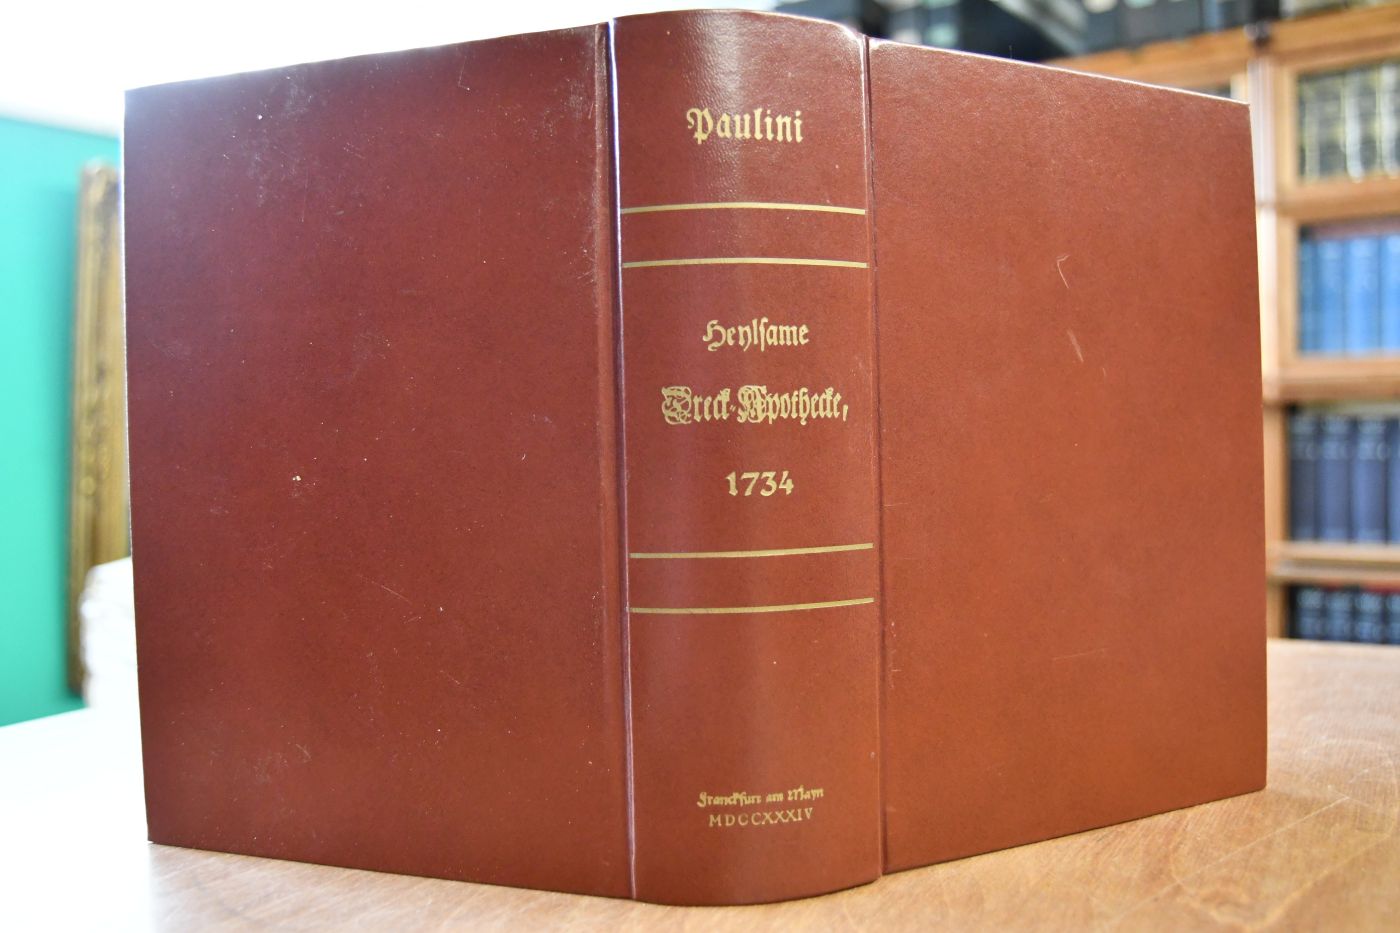 Paulini
Heylſame
Dreck-Apothecke,
1734
Franckfurt am Mayn
MDCCXXXIV